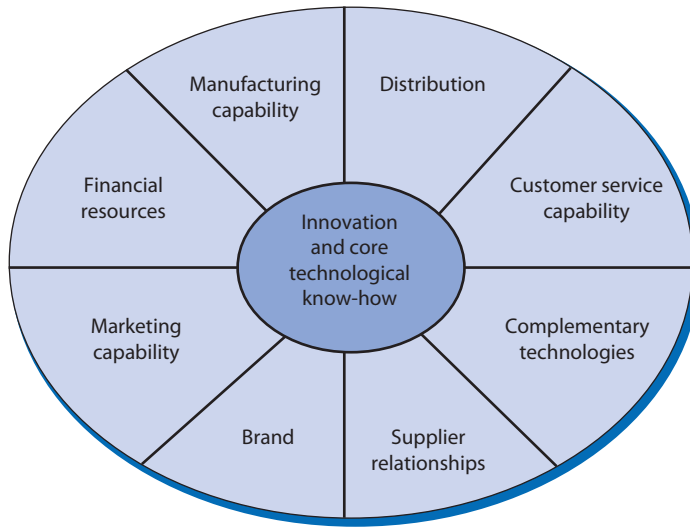 Manufacturing
capability
Distribution
Financial
resources
Customer service
capability
Innovation
and core
technological
know-how
Marketing
capability
Complementary
technologies
Brand
Supplier
relationships